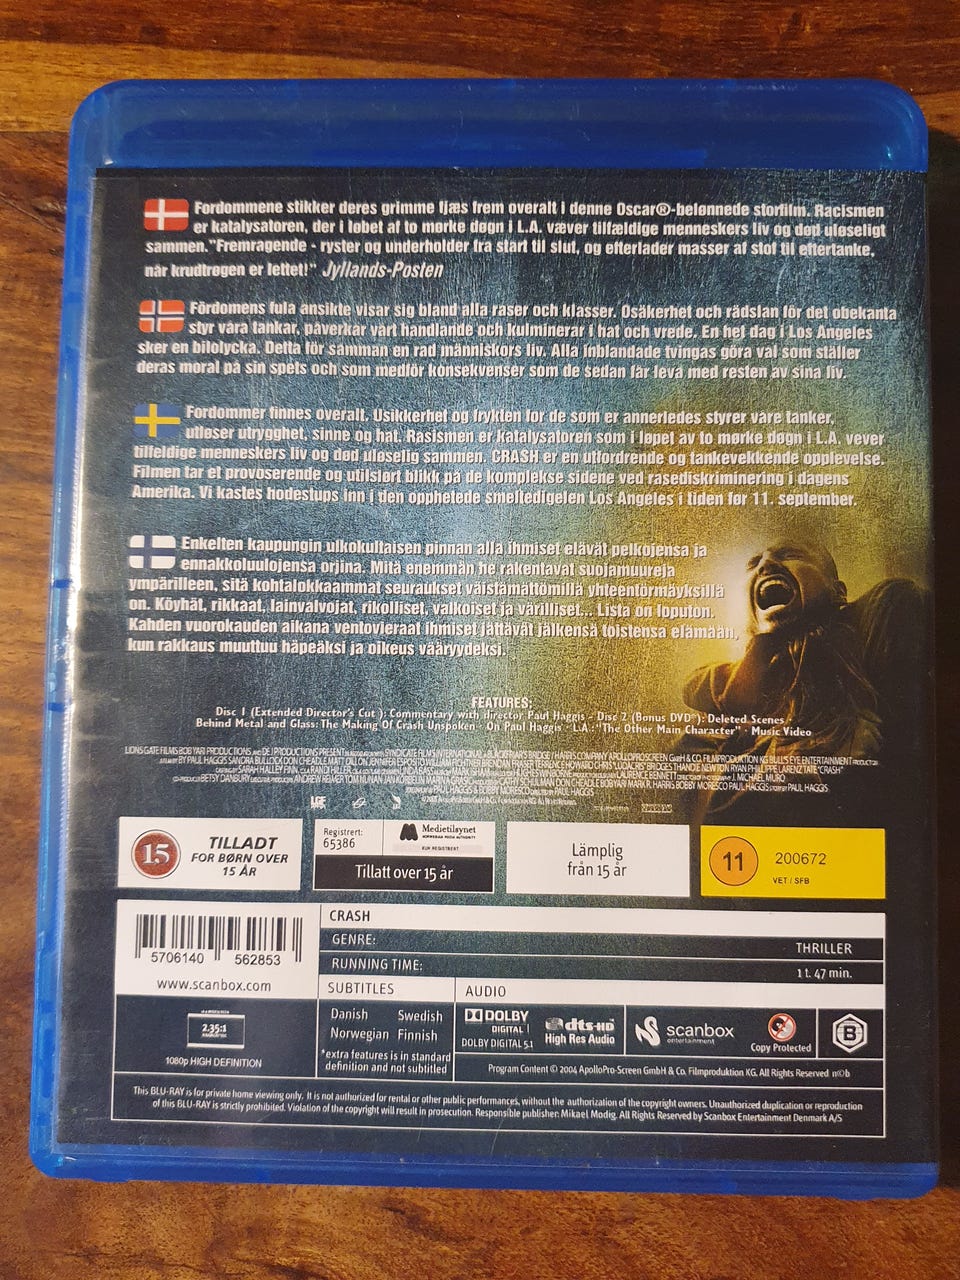 Fordommene stikker deres grimme fjæs frem overalt i denne Oscar®-belønnede storfilm. Racismen
er katalysatoren, der i løbet af to mørke døgn i L.A. væver tilfældige menneskers liv og død uløseligt
sammen. "Fremragende - ryster og underholder fra start til slut, og efterlader masser af stof til eftertanke,
når krudtrøgen er lettet!" Jyllands-Posten
Fördomens fula ansikte visar sig bland alla raser och klasser. Osäkerhet och rädslan för det obekanta
styr våra tankar, påverkar vårt handlande och kulminerar i hat och vrede. En hel dag i Los Angeles
sker en bilolycka. Detta för samman en rad människors liv. Alla inblandade tvingas göra val som ställer
deras moral på sin spets och som medför konsekvenser som de sedan får leva med resten av sina liv.
Fordommer finnes overalt. Usikkerhet og frykten for de som er annerledes styrer våre tanker,
utløser utrygghet, sinne og hat. Rasismen er katalysatoren som i løpet av to mørke døgn i L.A. vever
tilfeldige menneskers liv og død uløselig sammen. CRASH er en utfordrende og tankevekkende opplevelse.
Filmen tar et provoserende og utilslørt blikk på de komplekse sidene ved rasediskriminering i dagens
Amerika. Vi kastes hodestups inn i den opphetede smeltedigelen Los Angeles i tiden før 11. september.
Enkelten kaupungin ulkokultaisen pinnan alla ihmiset elävät pelkojensa ja
ennakkoluulojensa orjina. Mitä enemmän he rakentavat suojamuureja
ympärilleen, sitä kohtalokkaammat seuraukset väistämättömillä yhteentörmäyksillä
on. Köyhät, rikkaat, lainvalvojat, rikolliset, valkoiset ja värilliset... Lista on loputon.
Kahden vuorokauden aikana ventovieraat ihmiset jättävät jälkensä toistensa elämään,
kun rakkaus muuttuu häpeäksi ja oikeus vääryydeksi.
FEATURES:
Disc 1 (Extended Director's Cut ): Commentary with director Paul Haggis - Disc 2 (Bonus DVD"): Deleted Scenes ·
Behind Metal and Glass: The Making Of Crash Unspoken · On Paul Haggis · L.A: "The Other Main Character" · Music Video
15
TILLADT
FOR BØRN OVER
15 ÅR
Registrert:
65386
Medietilsynet
NORWEGIAN MEDIA AUTHORITY
KUN REGISTRERT
Tillatt over 15 år
Lämplig
från 15 år
11
200672
VET / SFB
5706140 562853
www.scanbox.com
CRASH
GENRE: THRILLER
RUNNING TIME: 1 t. 47 min.
SUBTITLES
AUDIO
Danish Swedish
Norwegian Finnish
*extra features is in standard
definition and not subtitled
2.35:1
1080p HIGH DEFINITION
DOLBY
DIGITAL
DOLBY DIGITAL 5.1
dts-HD
High Res Audio
scanbox
entertainment
Copy Protected
B
Program Content © 2004 ApolloPro-Screen GmbH & Co. Filmproduktion KG. All Rights Reserved
This BLU-RAY is for private home viewing only. It is not authorized for rental or other public performances, without the authorization of the copyright owners. Unauthorized duplication or reproduction
of this BLU-RAY is strictly prohibited. Violation of the copyright will result in prosecution. Responsible publisher: Mikael Modig. All Rights Reserved by Scanbox Entertainment Denmark A/S